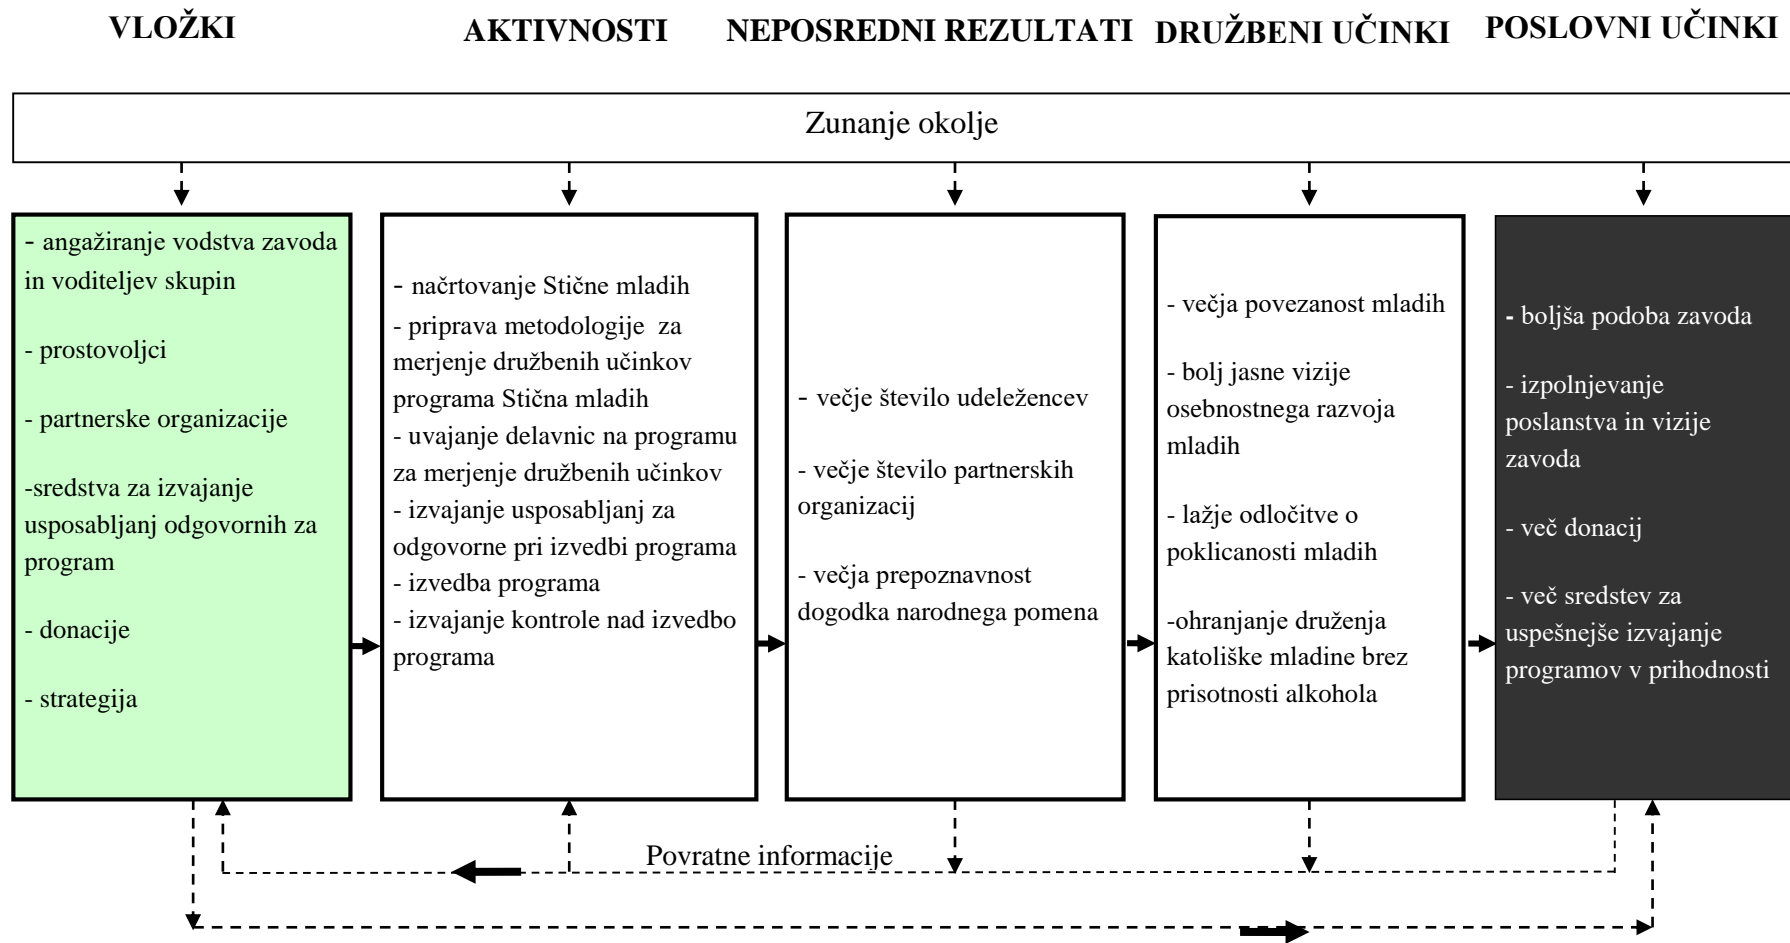 VLOŽKI
AKTIVNOSTI
NEPOSREDNI REZULTATI
DRUŽBENI UČINKI
POSLOVNI UČINKI
Zunanje okolje
- angažiranje vodstva zavoda
in voditeljev skupin
- prostovoljci
- partnerske organizacije
-sredstva za izvajanje
usposabljanj odgovornih za
program
- donacije
- strategija
- načrtovanje Stične mladih
- priprava metodologije  za
merjenje družbenih učinkov
programa Stična mladih
- uvajanje delavnic na programu
za merjenje družbenih učinkov
- izvajanje usposabljanj za
odgovorne pri izvedbi programa
- izvedba programa
- izvajanje kontrole nad izvedbo
programa
- večje število udeležencev
- večje število partnerskih
organizacij
- večja prepoznavnost
dogodka narodnega pomena
- večja povezanost mladih
- bolj jasne vizije
osebnostnega razvoja
mladih
- lažje odločitve o
poklicanosti mladih
-ohranjanje druženja
katoliške mladine brez
prisotnosti alkohola
- boljša podoba zavoda
- izpolnjevanje
poslanstva in vizije
zavoda
- več donacij
- več sredstev za
uspešnejše izvajanje
programov v prihodnosti
Povratne informacije